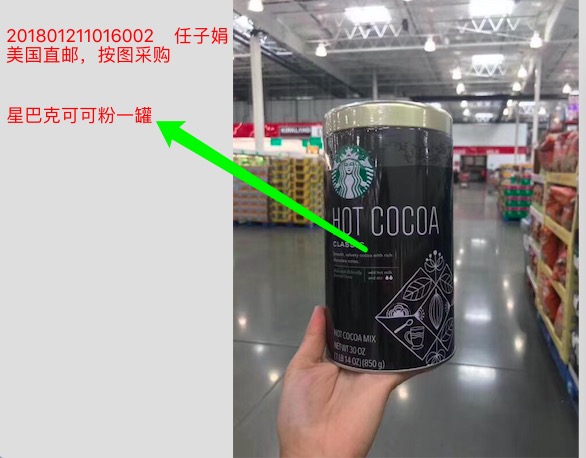 201801211016002 任子娟
美国直邮，按图采购
星巴克可可粉一罐
KIRKLAND
HOT COCOA
CLASSIC
HOT COCOA MIX
NET WT 30 OZ
(1 LB 14 OZ) (850 g)